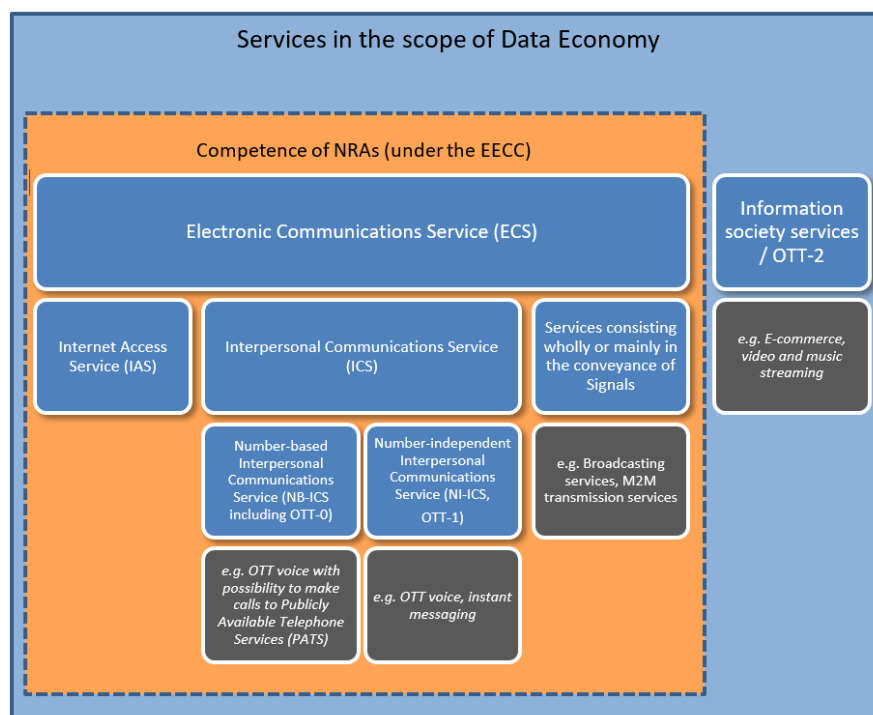 Services in the scope of Data Economy
Competence of NRAs (under the EECC)
Electronic Communications Service (ECS)
Information
society services
/ OTT-2
Internet Access
Service (IAS)
Interpersonal Communications Service
(ICS)
Services consisting
wholly or mainly in
the conveyance of
Signals
e.g. E-commerce,
video and music
streaming
Number-based
Interpersonal
Communications
Service (NB-ICS
including OTT-0)
Number-independent
Interpersonal
Communications
Service (NI-ICS,
OTT-1)
e.g. Broadcasting
services, M2M
transmission services
e.g. OTT voice with
possibility to make
calls to Publicly
Available Telephone
Services (PATS)
e.g. OTT voice, instant
messaging